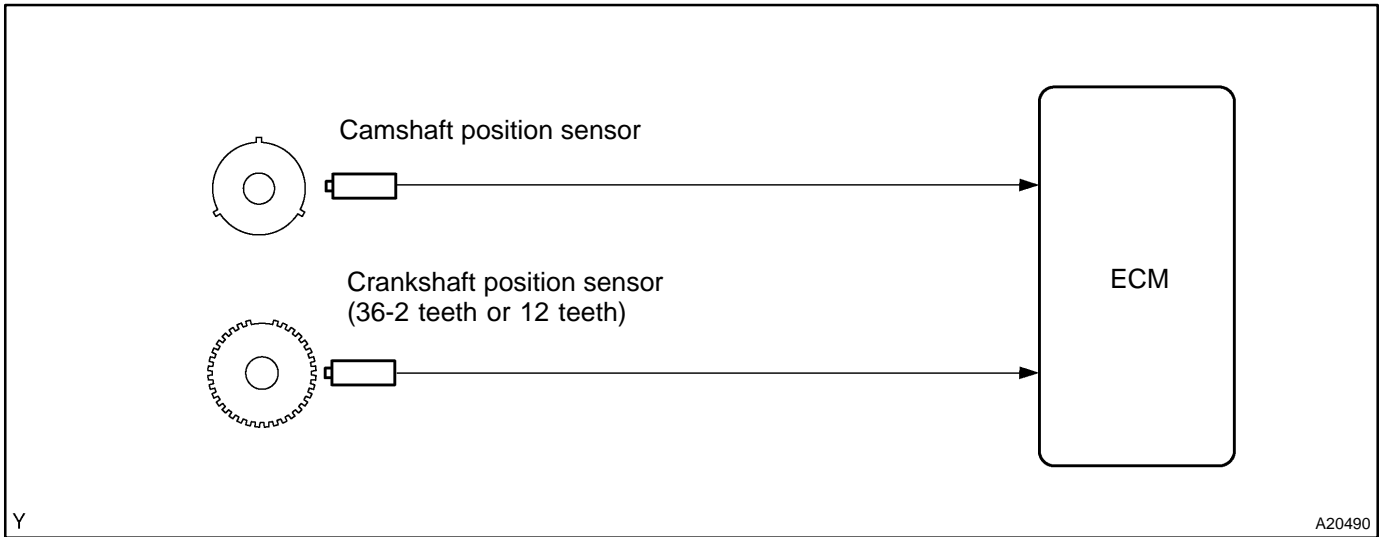 Camshaft position sensor
Crankshaft position sensor
(36-2 teeth or 12 teeth)
ECM
Y
A20490